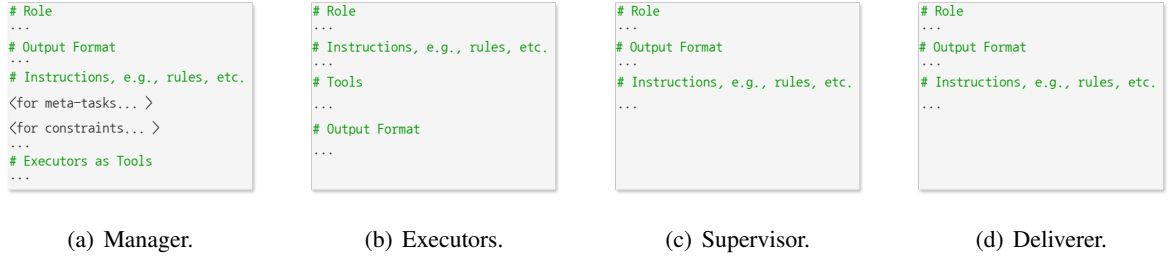 # Role
...
# Output Format
...
# Instructions, e.g., rules, etc.
<for meta-tasks... >
<for constraints... >
...
# Executors as Tools
...
(a) Manager.
# Role
...
# Instructions, e.g., rules, etc.
...
# Tools
...
# Output Format
...
(b) Executors.
# Role
...
# Output Format
...
# Instructions, e.g., rules, etc.
...
(c) Supervisor.
# Role
...
# Output Format
...
# Instructions, e.g., rules, etc.
...
(d) Deliverer.